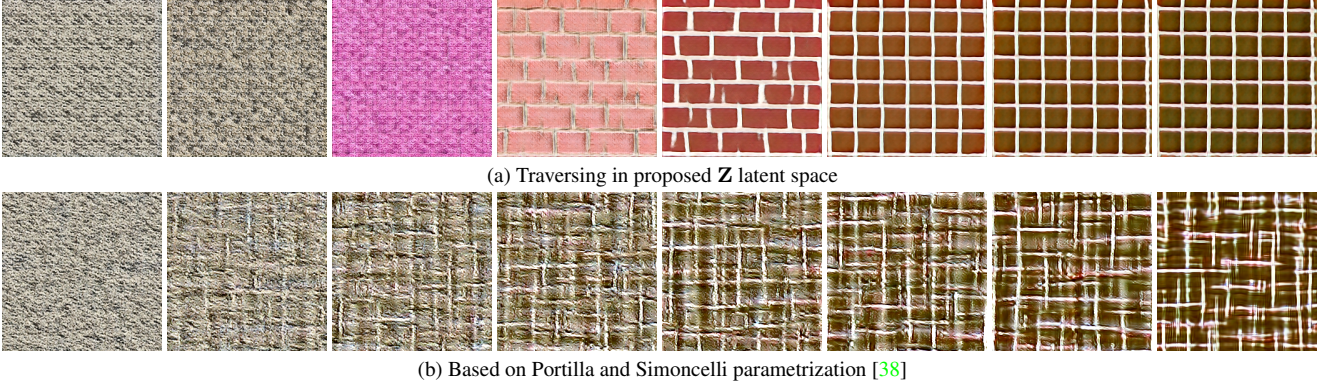 (a) Traversing in proposed Z latent space
(b) Based on Portilla and Simoncelli parametrization [38]